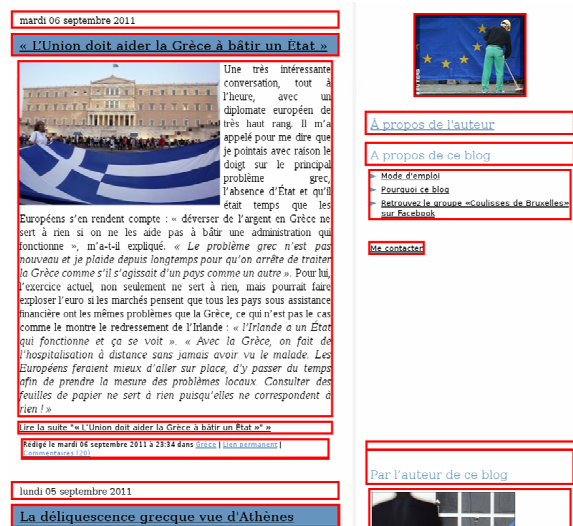 mardi 06 septembre 2011
« L'Union doit aider la Grèce à bâtir un État »
Une très intéressante
conversation, tout à
l'heure, avec un
diplomate européen de
très haut rang. Il m'a
appelé pour me dire que
je pointais avec raison le
doigt sur le principal
problème grec,
l'absence d'État et qu'il
était temps que les
Européens s'en rendent compte : « déverser de l'argent en Grèce ne
sert à rien si on ne les aide pas à bâtir une administration qui
fonctionne », m'a-t-il expliqué. « Le problème grec n'est pas
nouveau et je plaide depuis longtemps pour qu'on arrête de traiter
la Grèce comme s'il s'agissait d'un pays comme un autre ». Pour lui,
l'exercice actuel, non seulement ne sert à rien, mais pourrait faire
exploser l'euro si les marchés pensent que tous les pays sous assistance
financière ont les mêmes problèmes que la Grèce, ce qui n'est pas le cas
comme le montre le redressement de l'Irlande : « l'Irlande a un État
qui fonctionne et ça se voit ». « Avec la Grèce, on fait de
l'hospitalisation à distance sans jamais avoir vu le malade. Les
Européens feraient mieux d'aller sur place, d'y passer du temps
afin de prendre la mesure des problèmes locaux. Consulter des
feuilles de papier ne sert à rien puisqu'elles ne correspondent à
rien ! »
Lire la suite "« L'Union doit aider la Grèce à bâtir un État »" »
Rédigé le mardi 06 septembre 2011 à 23:34 dans Grèce | Lien permanent |
Commentaires (20)
lundi 05 septembre 2011
La déliquescence grecque vue d'Athènes
À propos de l'auteur
A propos de ce blog
Mode d'emploi
Pourquoi ce blog
Retrouvez le groupe «Coulisses de Bruxelles»
sur Facebook
Me contacter
Par l'auteur de ce blog